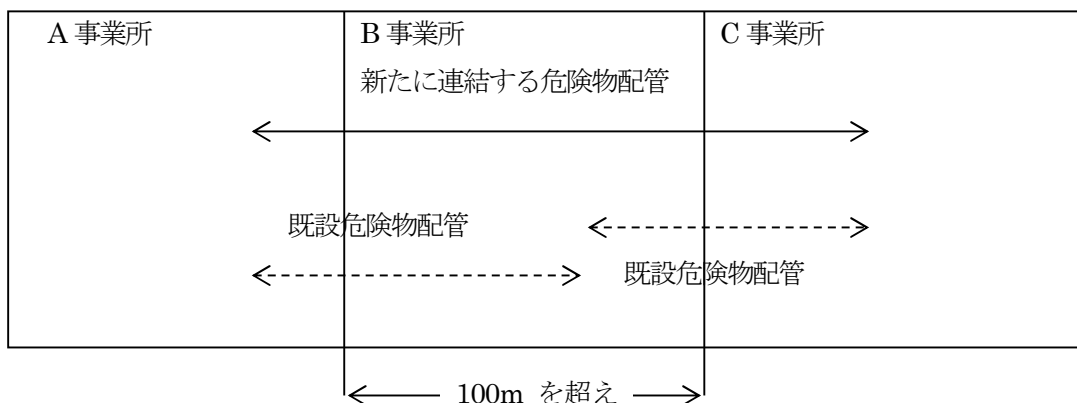 A 事業所
B 事業所
C 事業所
新たに連結する危険物配管
既設危険物配管
既設危険物配管
100m を超え